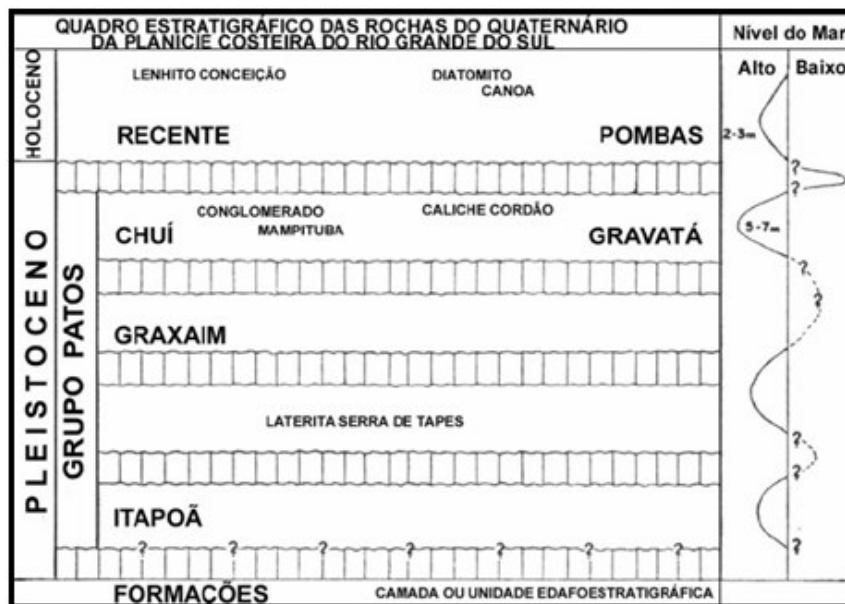 QUADRO ESTRATIGRÁFICO DAS ROCHAS DO QUATERNÁRIO
DA PLANICIE COSTEIRA DO RIO GRANDE DO SUL
Nível do Mar
Alto
Baixo
HOLOCENO
LENHITO CONCEIÇÃO
DIATOMITO
CANOA
RECENTE
POMBAS
2-3m
?
?
PLEISTOCENO
GRUPO PATOS
CONGLOMERADO
MAMPITUBA
CALICHE CORDÃO
CHUÍ
GRAVATÁ
5-7m
?
?
GRAXAIM
LATERITA SERRA DE TAPES
?
?
ITAPOÃ
? ? ? ? ? ? ?
?
FORMAÇÕES
CAMADA OU UNIDADE EDAFOESTRATIGRÁFICA